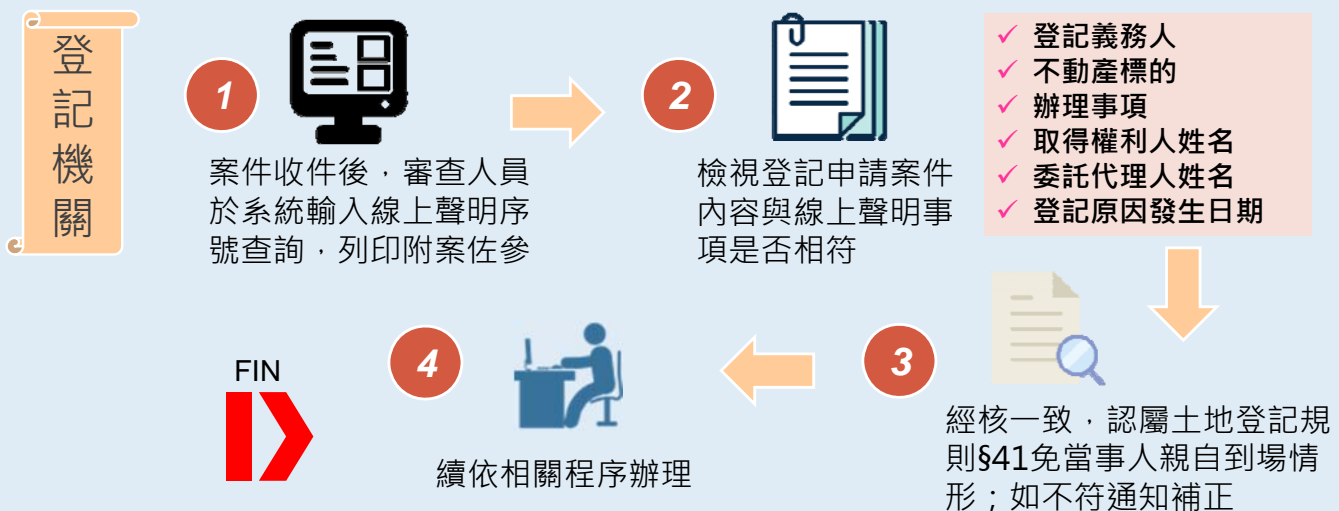 登記機關
1
案件收件後，審查人員
於系統輸入線上聲明序
號查詢，列印附案佐參
2
檢視登記申請案件
內容與線上聲明事
項是否相符
✓ 登記義務人
✓ 不動產標的
✓ 辦理事項
✓ 取得權利人姓名
✓ 委託代理人姓名
✓ 登記原因發生日期
3
經核一致，認屬土地登記規
則§41免當事人親自到場情
形；如不符通知補正
4
續依相關程序辦理
FIN